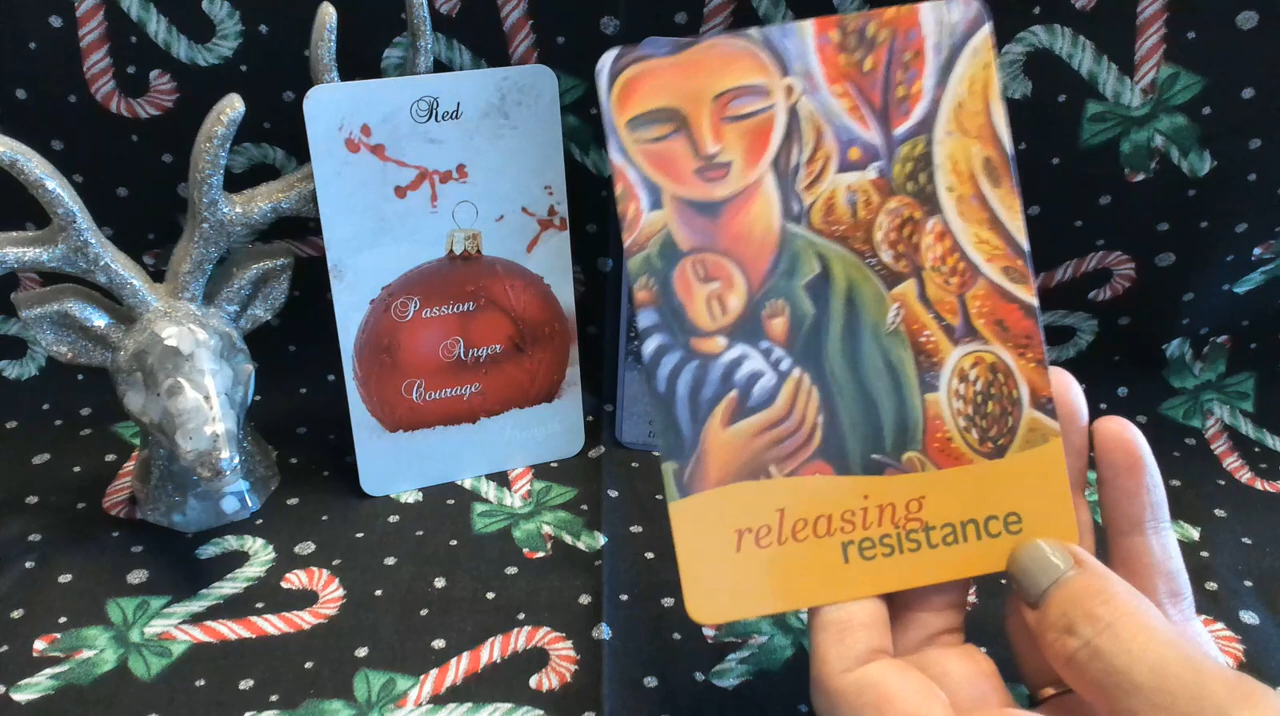 Red
Passion
Anger
Courage
releasing
resistance